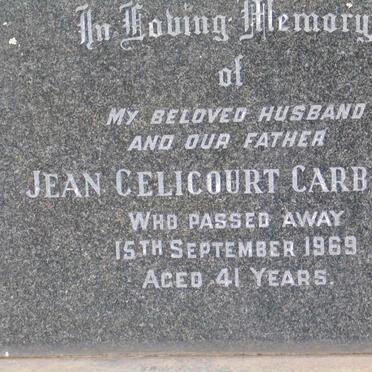 In Loving Memory
of
MY BELOVED HUSBAND
AND OUR FATHER
JEAN CELICOURT CARB
WHO PASSED AWAY
15TH SEPTEMBER 1969
AGED 41 YEARS.